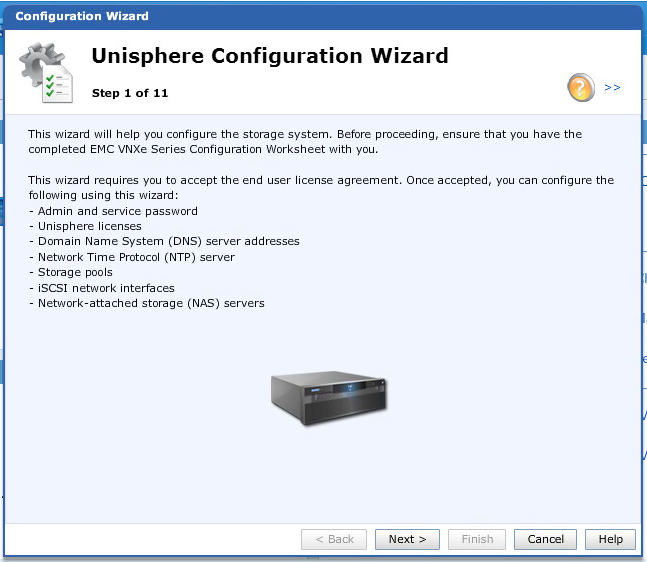 Configuration Wizard
Unisphere Configuration Wizard
Step 1 of 11
>>
This wizard will help you configure the storage system. Before proceeding, ensure that you have the
completed EMC VNXe Series Configuration Worksheet with you.
This wizard requires you to accept the end user license agreement. Once accepted, you can configure the
following using this wizard:
- Admin and service password
- Unisphere licenses
- Domain Name System (DNS) server addresses
- Network Time Protocol (NTP) server
- Storage pools
- iSCSI network interfaces
- Network-attached storage (NAS) servers
< Back
Next >
Finish
Cancel
Help